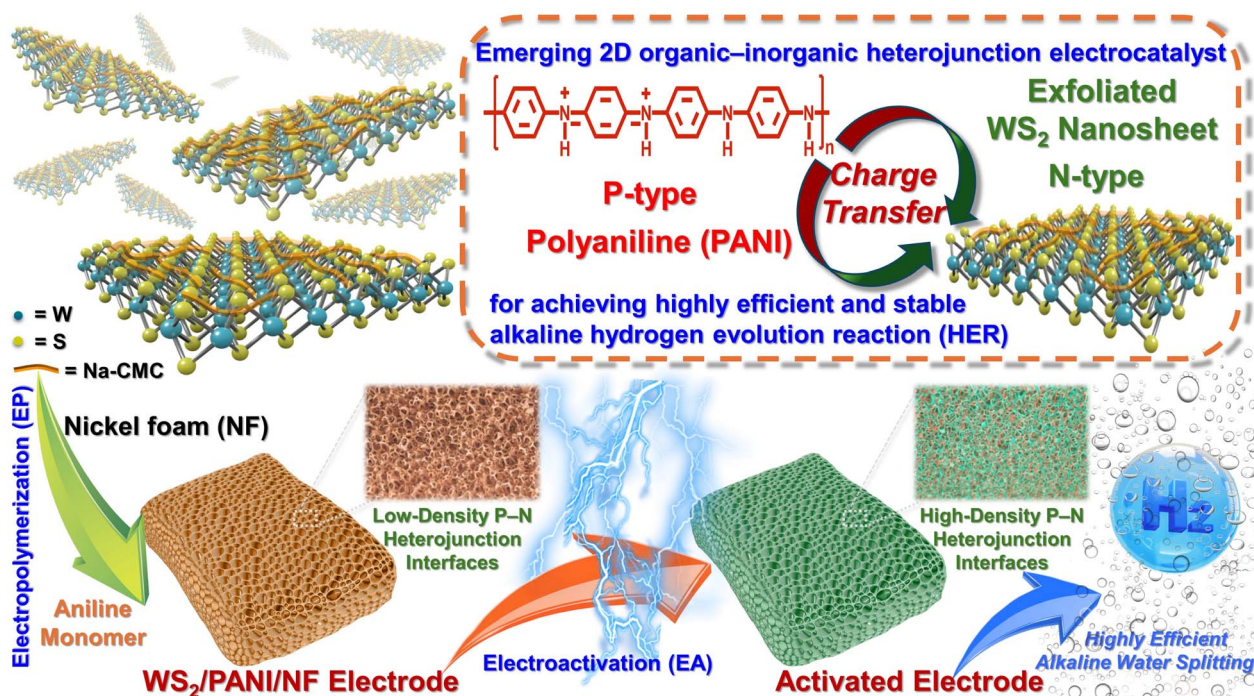 Emerging 2D organic–inorganic heterojunction electrocatalyst
+ +
N N N N
H H H H
n
P-type
Polyaniline (PANI)
Charge
Transfer
Exfoliated
WS₂ Nanosheet
N-type
for achieving highly efficient and stable
alkaline hydrogen evolution reaction (HER)
= W
= S
= Na-CMC
Electropolymerization (EP)
Nickel foam (NF)
Aniline
Monomer
Low-Density P–N
Heterojunction
Interfaces
WS₂/PANI/NF Electrode
Electroactivation (EA)
High-Density P–N
Heterojunction
Interfaces
Activated Electrode
H₂
Highly Efficient
Alkaline Water Splitting